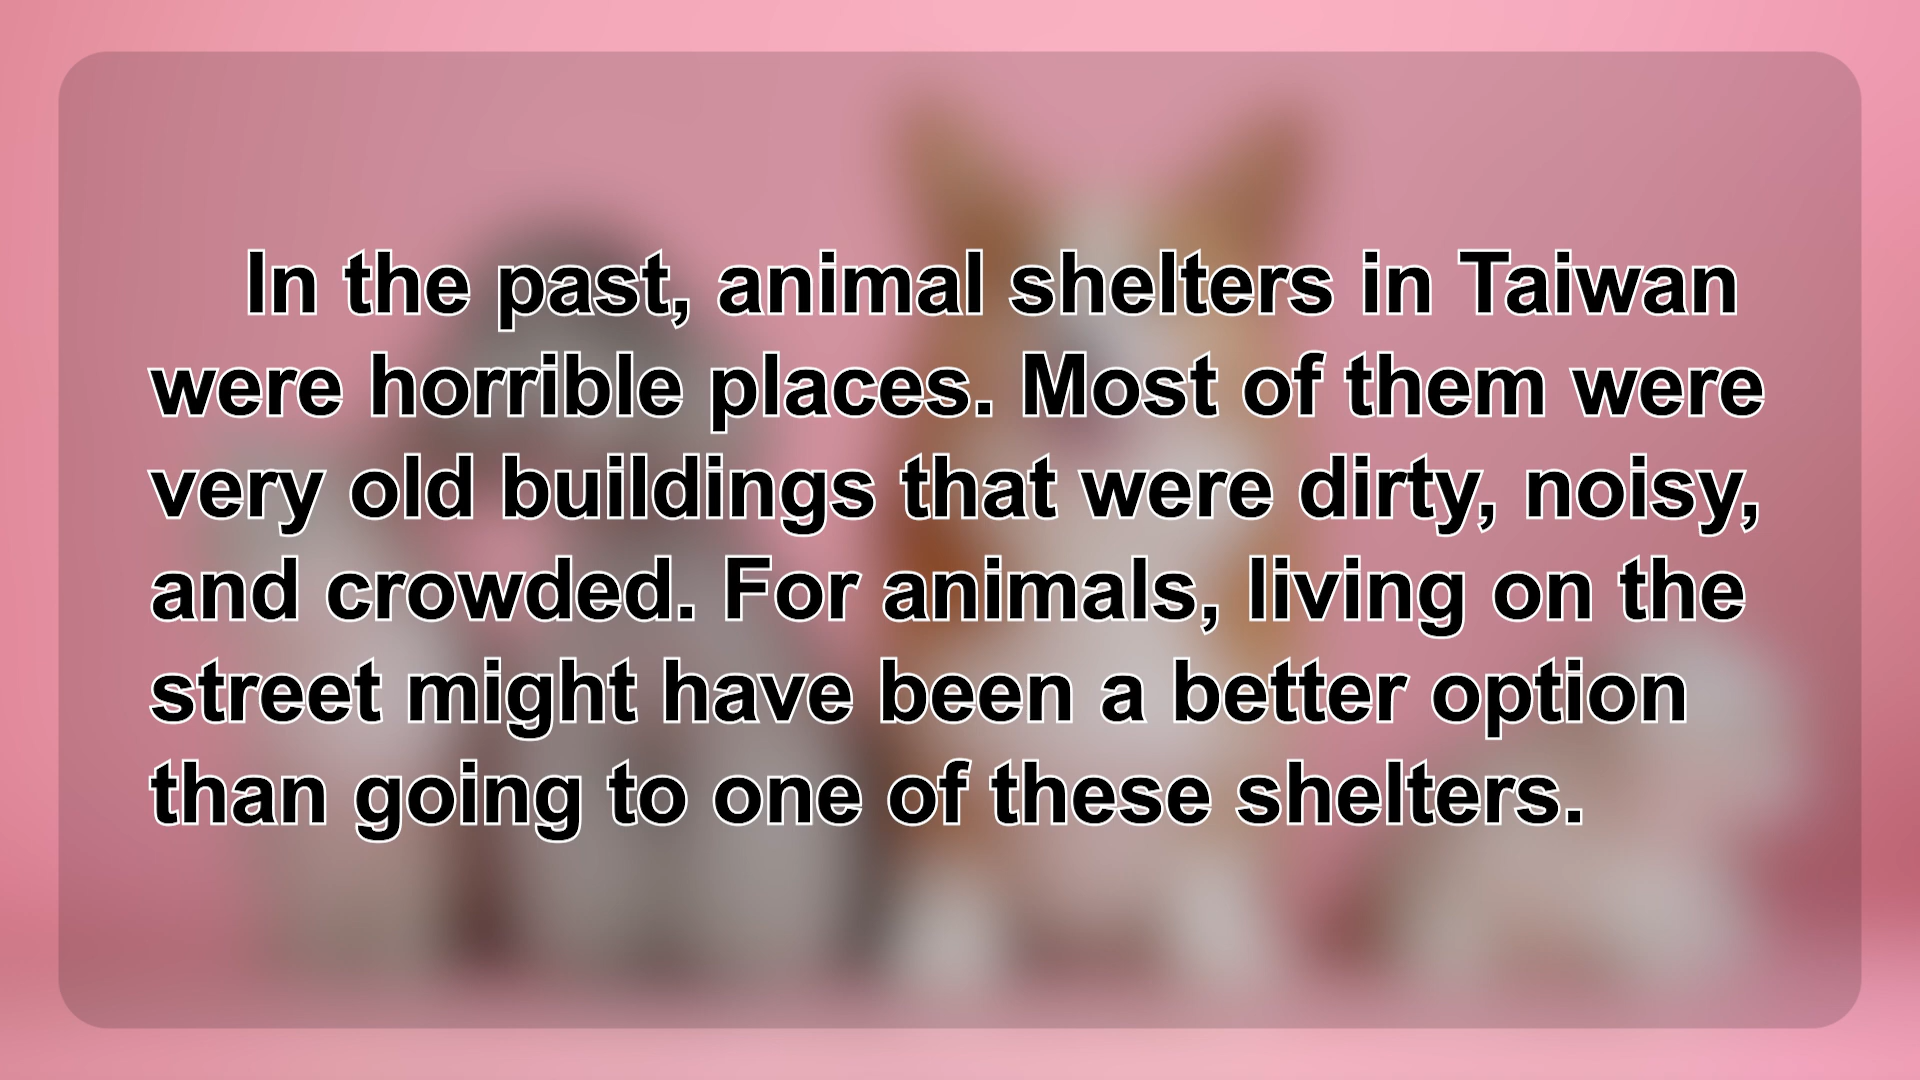 In the past, animal shelters in Taiwan
were horrible places. Most of them were
very old buildings that were dirty, noisy,
and crowded. For animals, living on the
street might have been a better option
than going to one of these shelters.